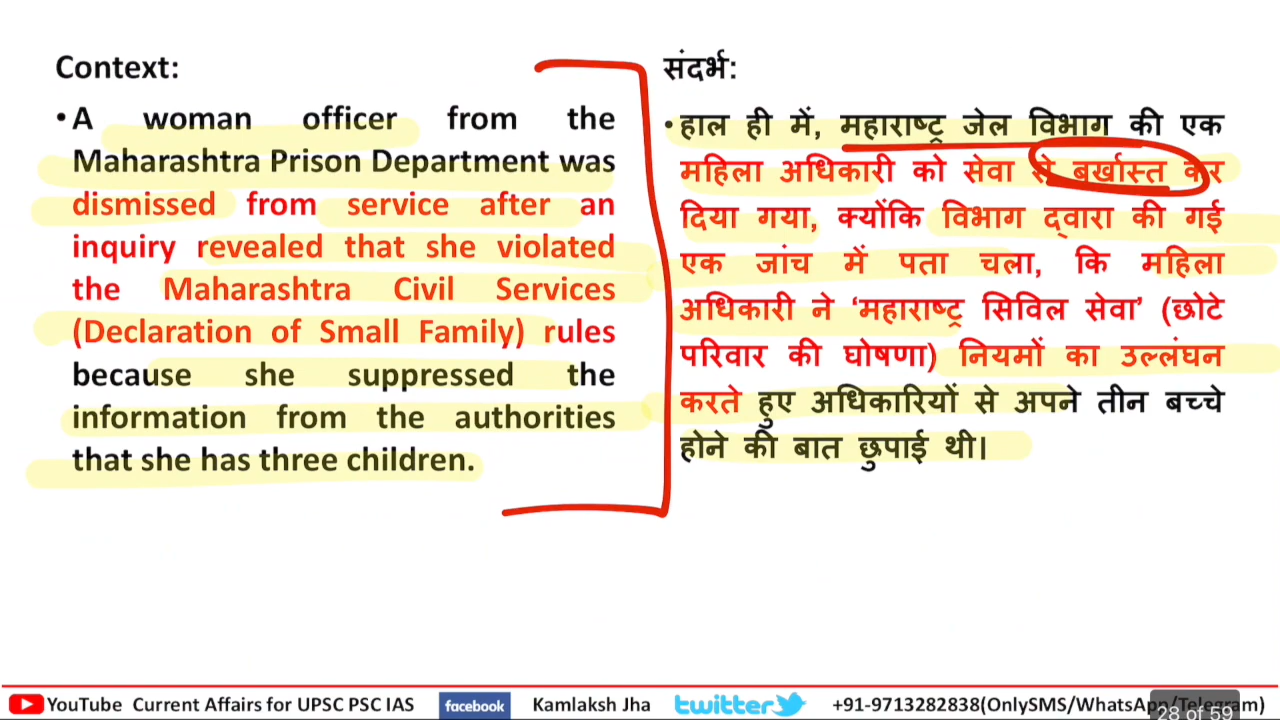 Context:
•A woman officer from the
Maharashtra Prison Department was
dismissed from service after an
inquiry revealed that she violated
the Maharashtra Civil Services
(Declaration of Small Family) rules
because she suppressed the
information from the authorities
that she has three children.
संदर्भ:
•हाल ही में, महाराष्ट्र जेल विभाग की एक
महिला अधिकारी को सेवा से बर्खास्त कर
दिया गया, क्योंकि विभाग द्वारा की गई
एक जांच में पता चला, कि महिला
अधिकारी ने ‘महाराष्ट्र सिविल सेवा’ (छोटे
परिवार की घोषणा) नियमों का उल्लंघन
करते हुए अधिकारियों से अपने तीन बच्चे
होने की बात छुपाई थी।
YouTube Current Affairs for UPSC PSC IAS facebook Kamlaksh Jha twitter +91-9713282838(OnlySMS/WhatsApp/Telegram)
28 of 59